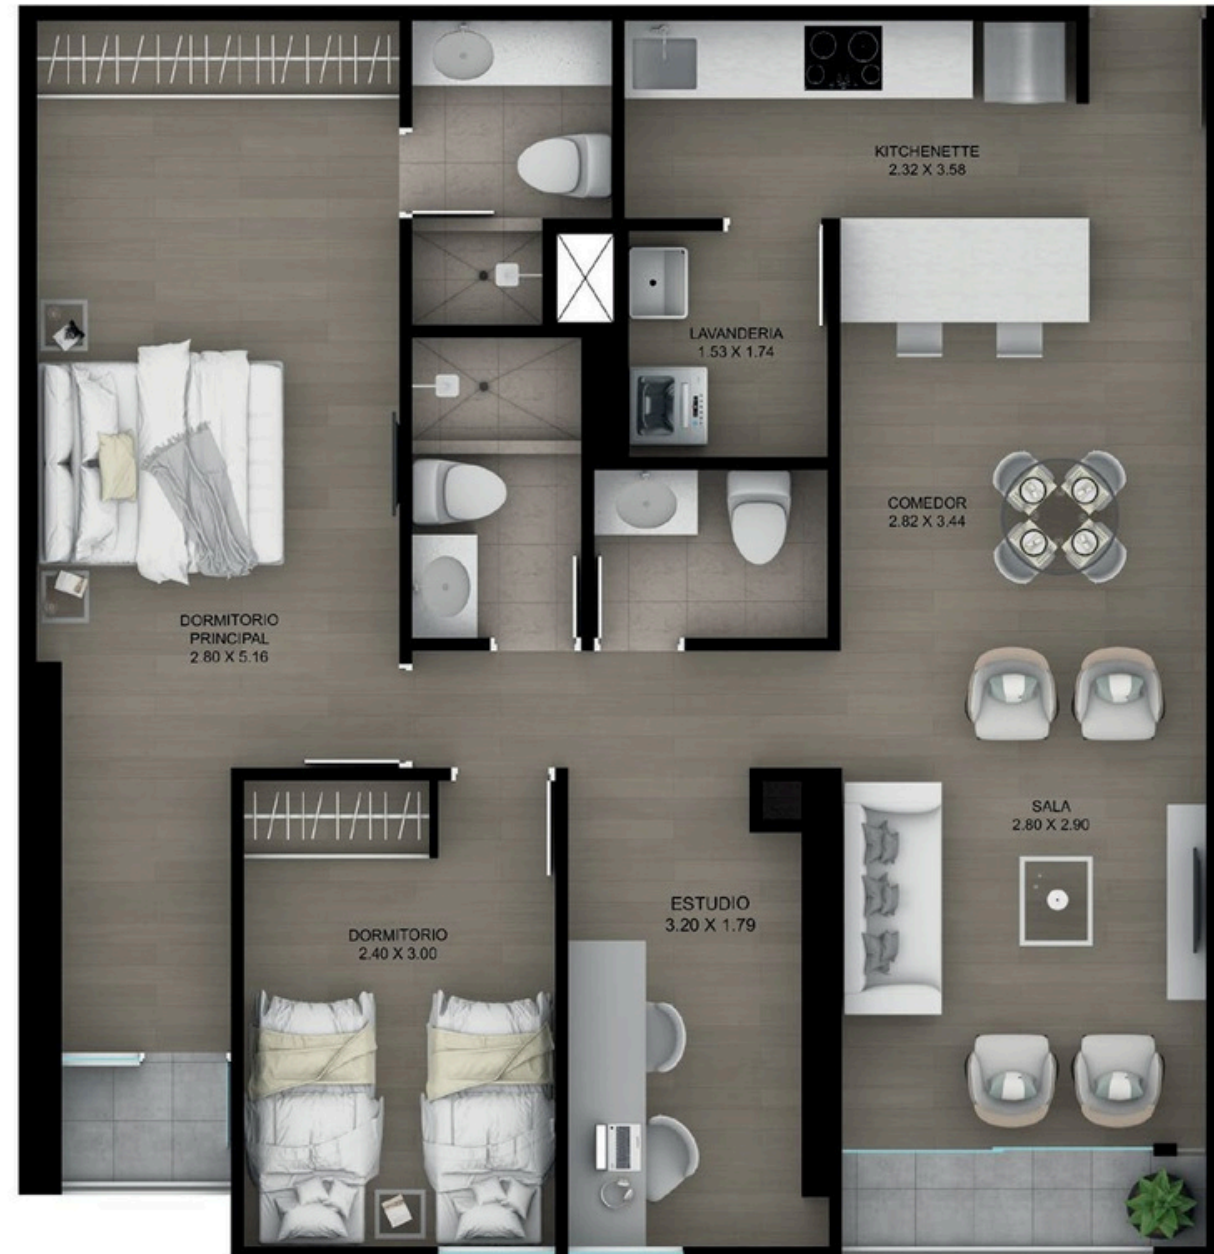 KITCHENETTE
2.32 X 3.58
LAVANDERIA
1.53 X 1.74
COMEDOR
2.82 X 3.44
DORMITORIO
PRINCIPAL
2.80 X 5.16
SALA
2.80 X 2.90
ESTUDIO
3.20 X 1.79
DORMITORIO
2.40 X 3.00